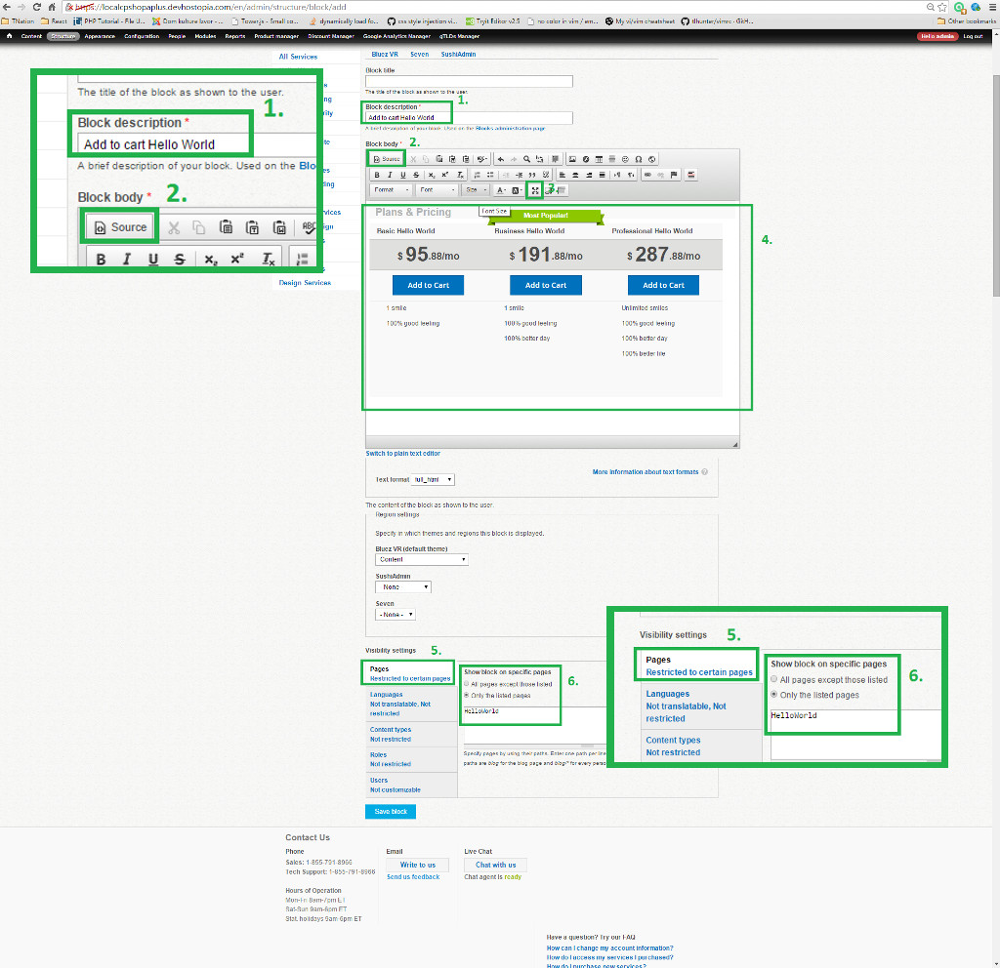 https://localcpshopaplus.devhostopia.com/en/admin/structure/block/add
TNation React PHP Tutorial - File U... Dom kulture Izvor - ... Towerjs - Small co... dynamically load fo... css style injection vi... Tryit Editor v2.5 no color in vim / em... My vi/vim cheatsheet dhunter/vimrc · GitH... Other bookmarks
Content Structure Appearance Configuration People Modules Reports Product manager Discount Manager Google Analytics Manager gTLDs Manager Hello admin Log out
All Services
Bluez VR Seven SushiAdmin
Block title
The title of the block as shown to the user.
Block description *
1.
Add to cart Hello World
A brief description of your block. Used on the Blocks administration page
Block body *
2.
Source
Format Font Size
3.
Font Size
The title of the block as shown to the user.
1.
Block description *
Add to cart Hello World
A brief description of your block. Used on the Blo
Block body *
2.
Source
Design Services
4.
Plans & Pricing
Most Popular!
Basic Hello World Business Hello World Professional Hello World
$ 95.88/mo $ 191.88/mo $ 287.88/mo
Add to Cart Add to Cart Add to Cart
1 smile 1 smile Unlimited smiles
100% good feeling 100% good feeling 100% good feeling
100% better day 100% better day
100% better life
Switch to plain text editor
Text format full_html
More information about text formats
The content of the block as shown to the user.
Region settings
Specify in which themes and regions this block is displayed.
Bluez VR (default theme)
Content
SushiAdmin
None
Seven
- None -
Visibility settings
5.
Pages
Restricted to certain pages
Languages
Not translatable, Not
restricted
Content types
Not restricted
Roles
Not restricted
Users
Not customizable
Show block on specific pages
All pages except those listed
Only the listed pages
HelloWorld
6.
Specify pages by using their paths. Enter one path per line
paths are blog for the blog page and blog/* for every perso
Visibility settings
5.
Pages
Restricted to certain pages
Languages
Not translatable, Not
restricted
Content types
Not restricted
Show block on specific pages
All pages except those listed
Only the listed pages
HelloWorld
6.
Save block
Contact Us
Phone
Sales: 1-855-791-8966
Tech Support: 1-855-791-8966
Hours of Operation
Mon-Fri 8am-7pm ET
Sat-Sun 9am-6pm ET
Stat. holidays 9am-6pm ET
Email
Write to us
Send us feedback
Live Chat
Chat with us
Chat agent is ready
Have a question? Try our FAQ
How can I change my account information?
How do I access my services I purchased?
How do I purchase new services?